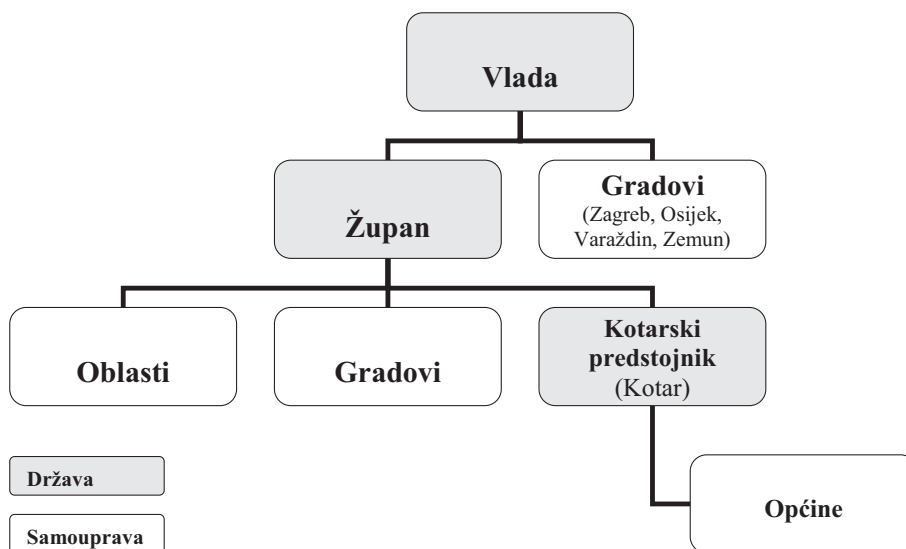 Vlada
Župan
Gradovi
(Zagreb, Osijek,
Varaždin, Zemun)
Oblasti
Gradovi
Kotarski
predstojnik
(Kotar)
Općine
Država
Samouprava